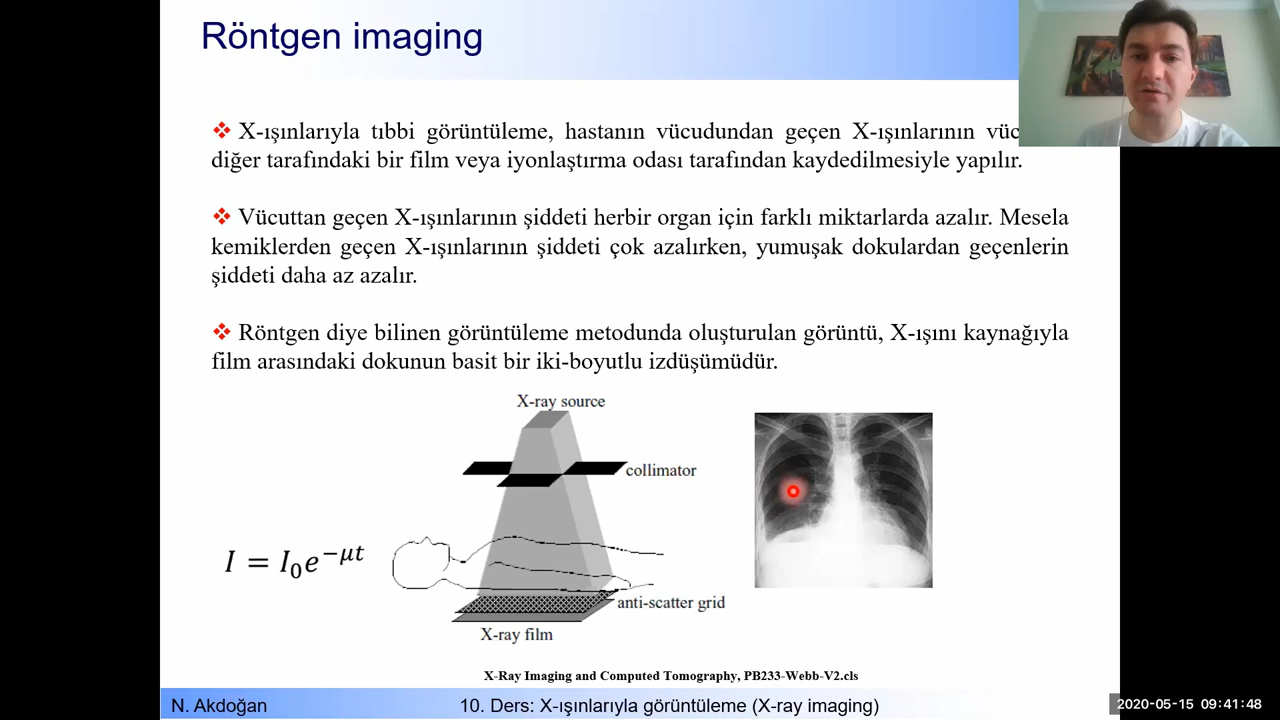 Röntgen imaging
❖ X-ışınlarıyla tıbbi görüntüleme, hastanın vücudundan geçen X-ışınlarının
diğer tarafındaki bir film veya iyonlaştırma odası tarafından kaydedilmesiyle yapılır.
❖ Vücuttan geçen X-ışınlarının şiddeti herbir organ için farklı miktarlarda azalır. Mesela
kemiklerden geçen X-ışınlarının şiddeti çok azalırken, yumuşak dokulardan geçenlerin
şiddeti daha az azalır.
❖ Röntgen diye bilinen görüntüleme metodunda oluşturulan görüntü, X-ışını kaynağıyla
film arasındaki dokunun basit bir iki-boyutlu izdüşümüdür.
X-ray source
collimator
I = I₀e^{-μt}
anti-scatter grid
X-ray film
X-Ray Imaging and Computed Tomography, PB233-Webb-V2.cls
N. Akdoğan
10. Ders: X-ışınlarıyla görüntüleme (X-ray imaging)
2020-05-15 09:41:48